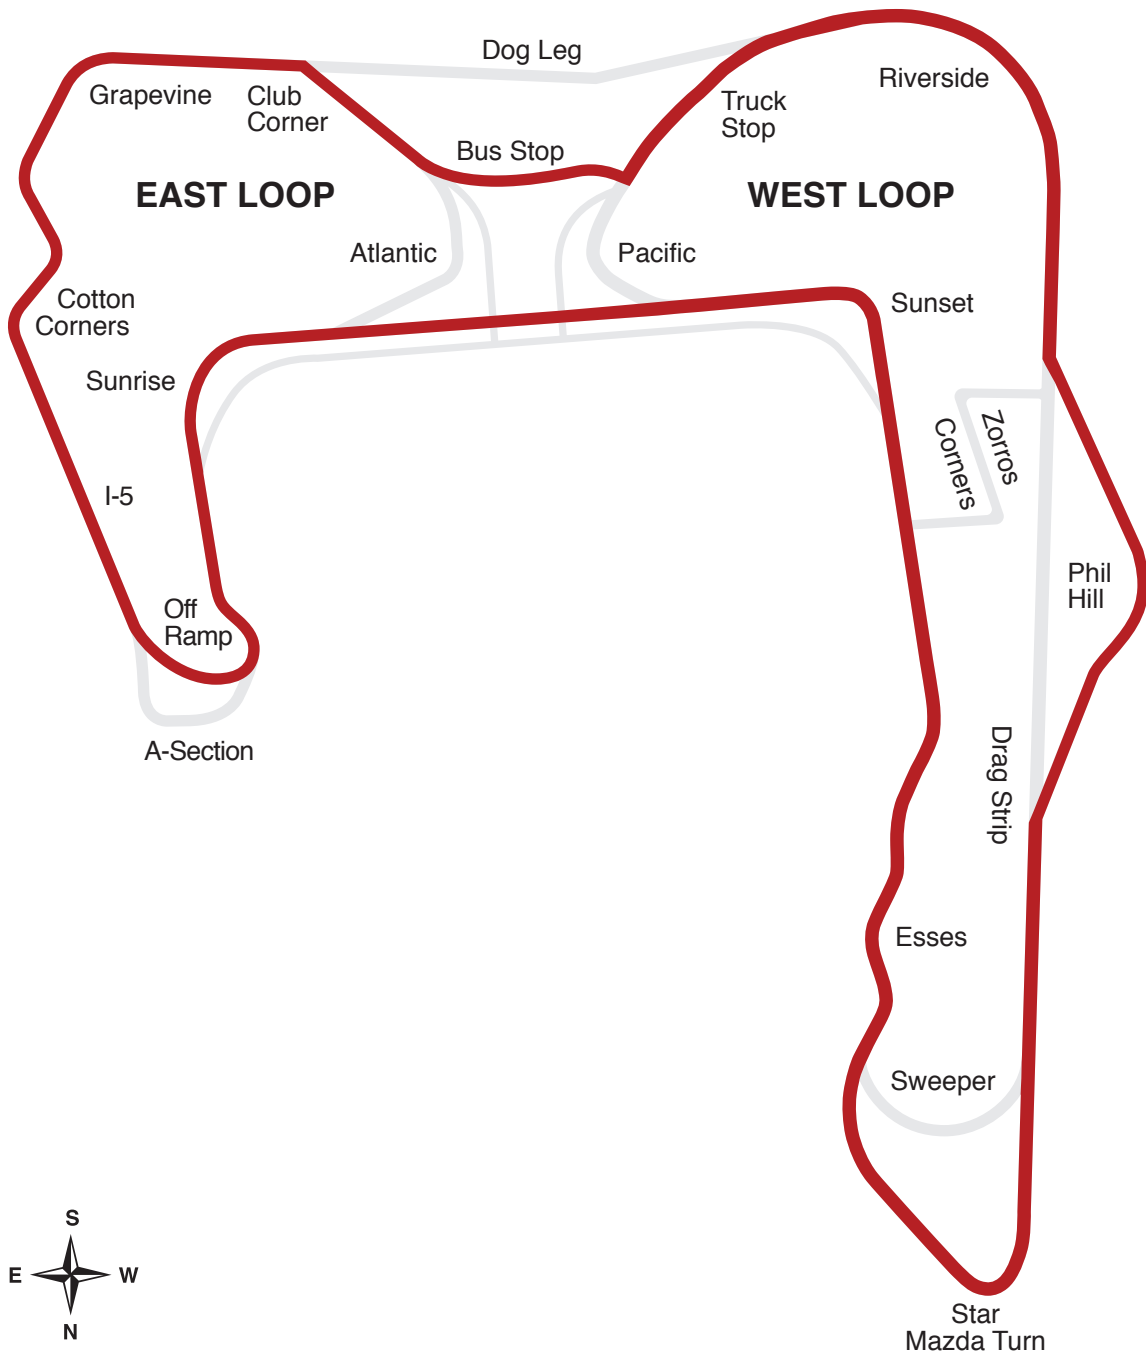 Dog Leg
Grapevine
Club
Corner
Truck
Stop
Riverside
Bus Stop
EAST LOOP
WEST LOOP
Atlantic
Pacific
Cotton
Corners
Sunset
Sunrise
Zorros
Corners
I-5
Phil
Hill
Off
Ramp
A-Section
Drag Strip
Esses
Sweeper
S
E
W
N
Star
Mazda Turn